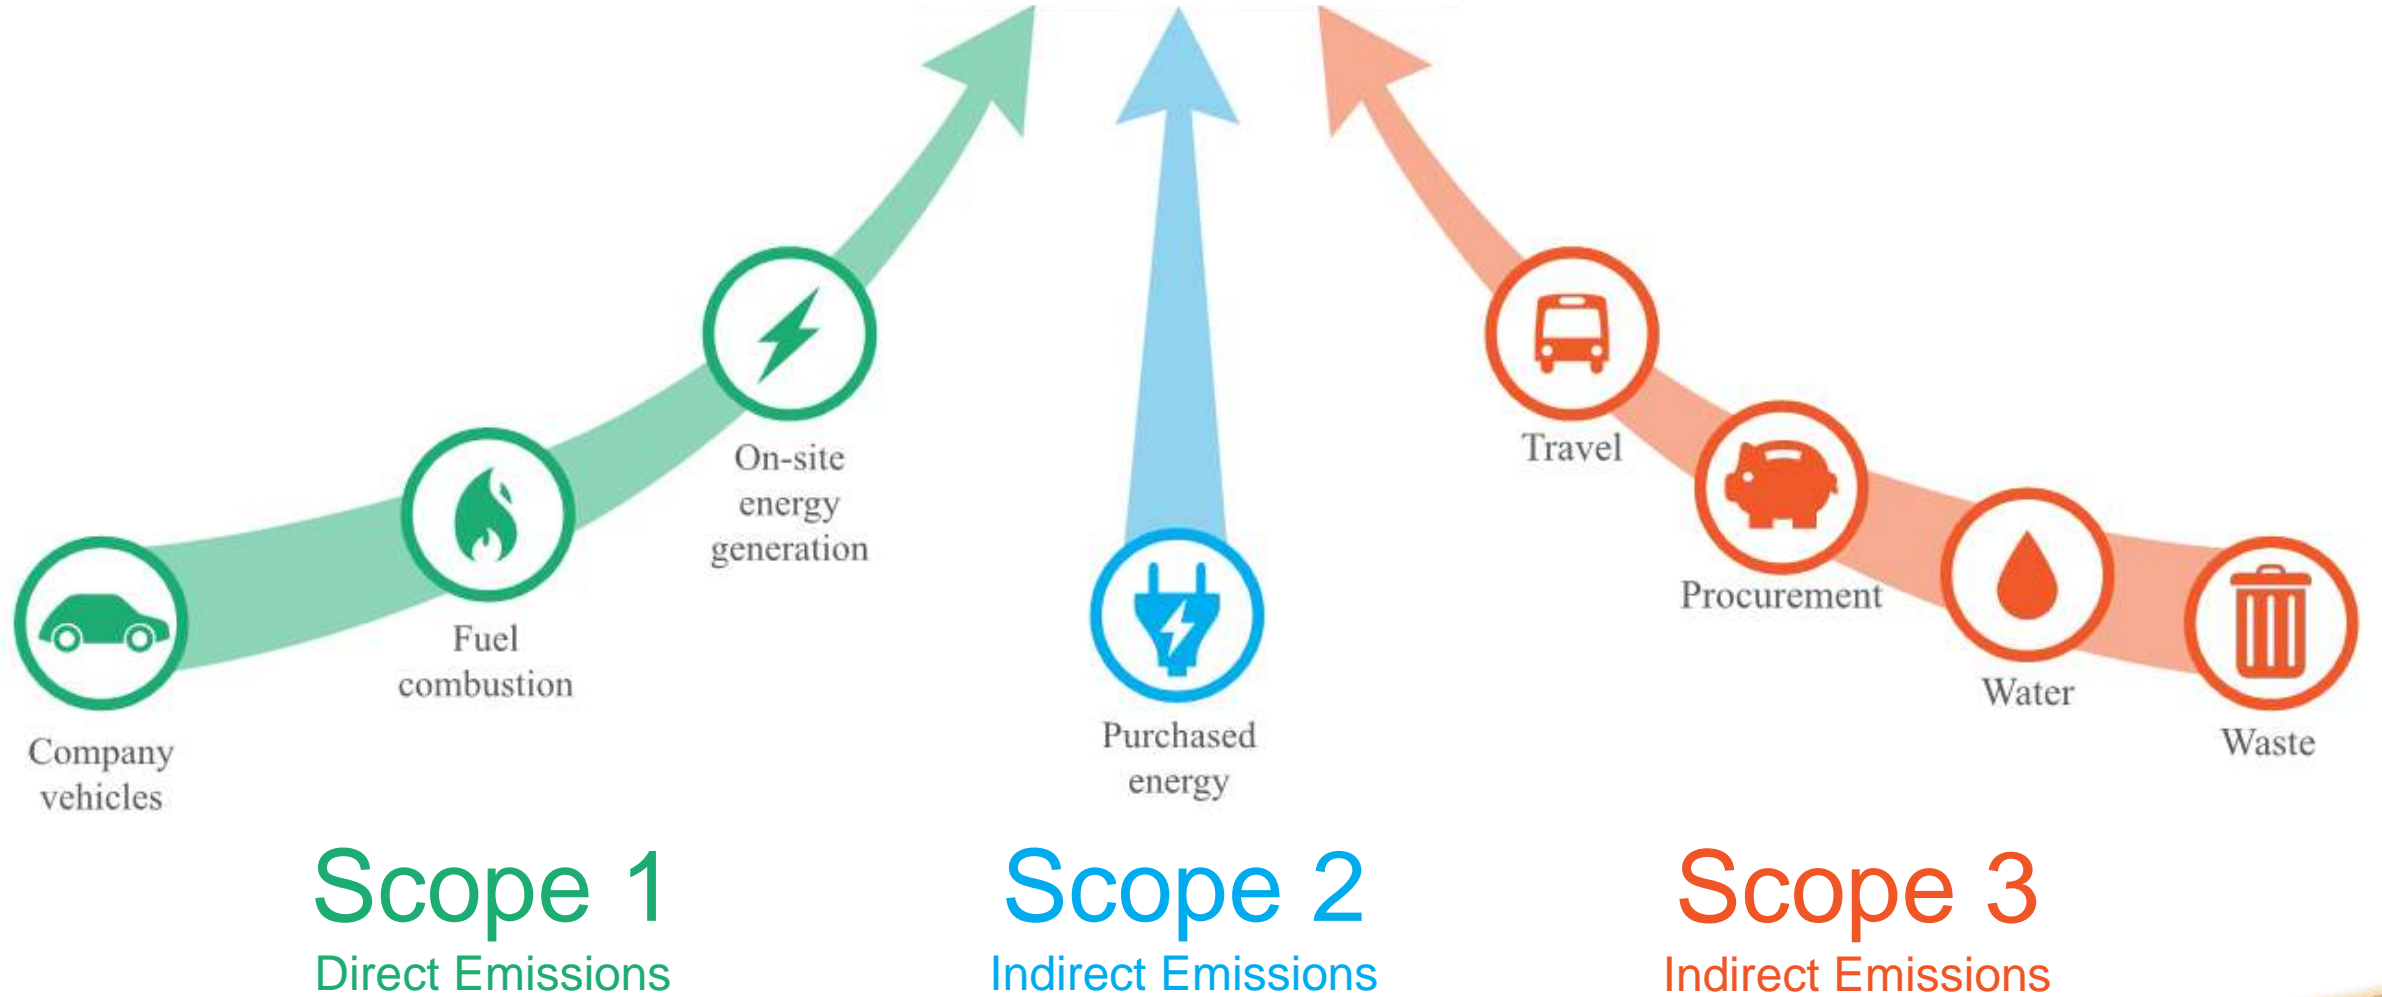 On-site
energy
generation
Fuel
combustion
Company
vehicles
Purchased
energy
Travel
Procurement
Water
Waste
Scope 1
Direct Emissions
Scope 2
Indirect Emissions
Scope 3
Indirect Emissions